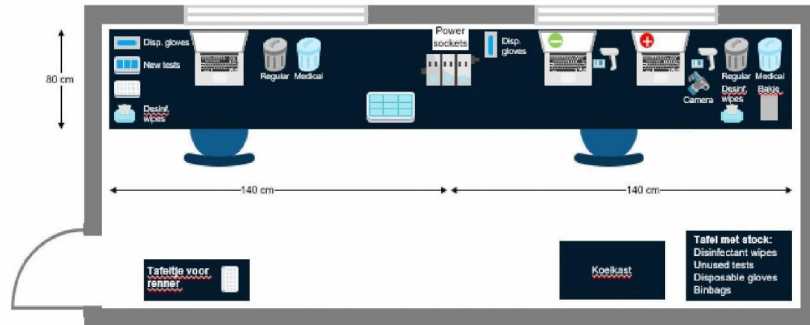 Power
sockets
Disp. gloves
New tests
Desinf.
wipes
Regular
Medical
Disp.
gloves
Camera
Regular
Medical
Desinf.
wipes
Bakje
80 cm
140 cm
140 cm
Tafeltje voor
renner
Koelkast
Tafel met stock:
Disinfectant wipes
Unused tests
Disposable gloves
Binbags